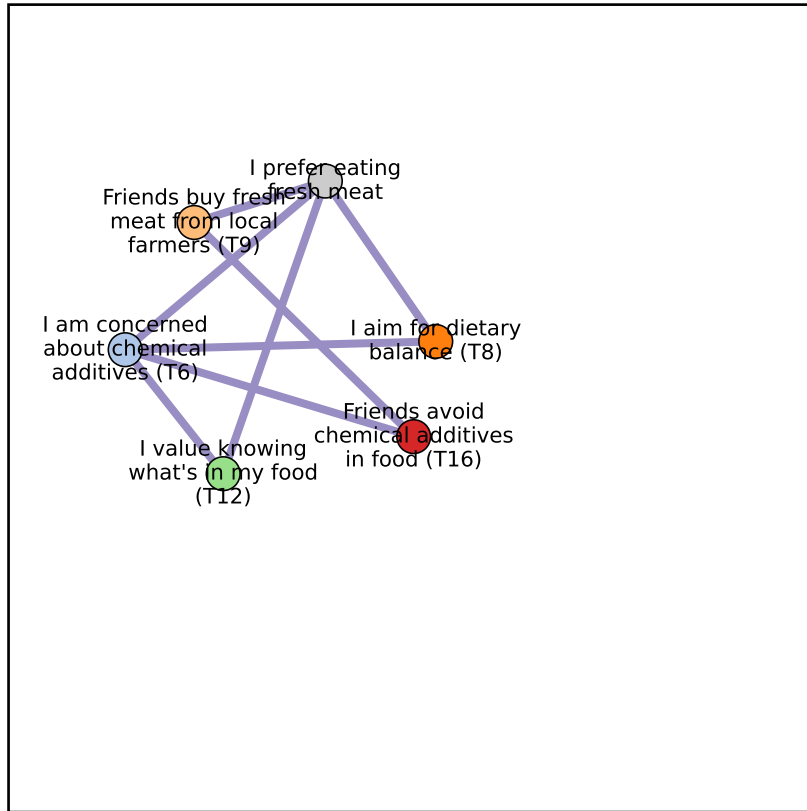 I prefer eating
fresh meat
Friends buy fresh
meat from local
farmers (T9)
I am concerned
about chemical
additives (T6)
I aim for dietary
balance (T8)
Friends avoid
chemical additives
in food (T16)
I value knowing
what's in my food
(T12)